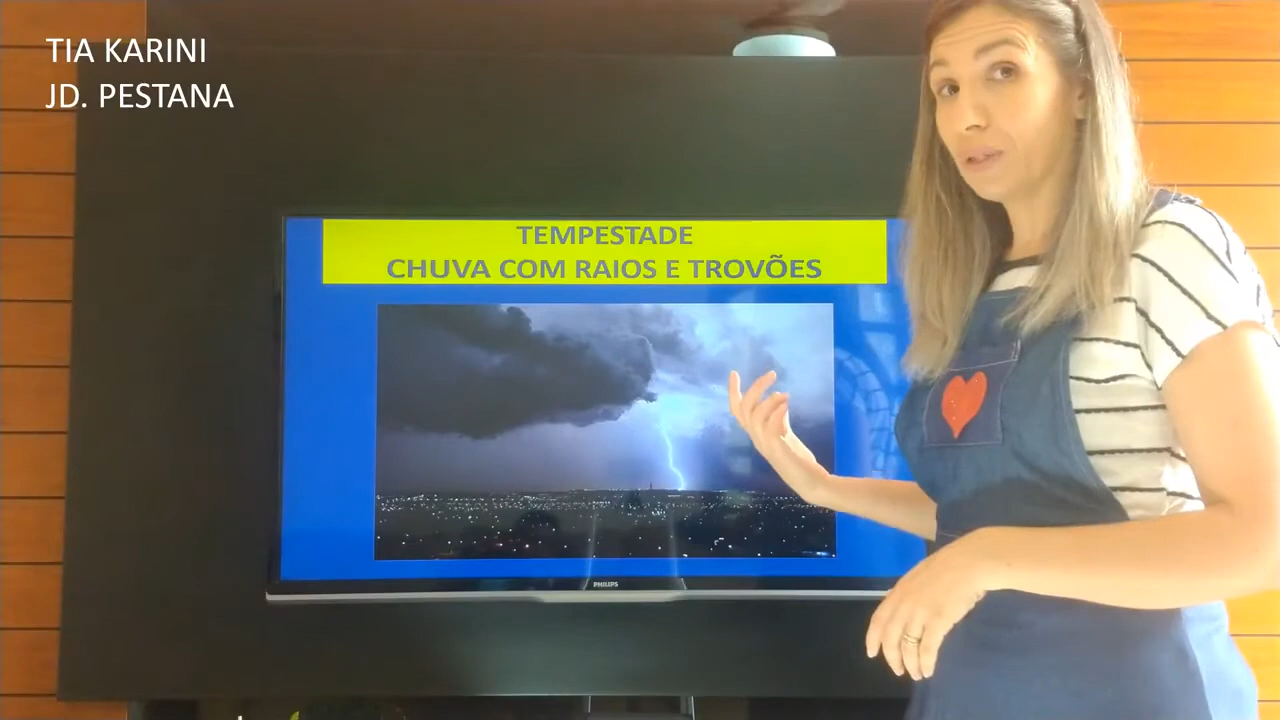 TIA KARINI
JD. PESTANA
TEMPESTADE
CHUVA COM RAIOS E TROVÕES
PHILIPS